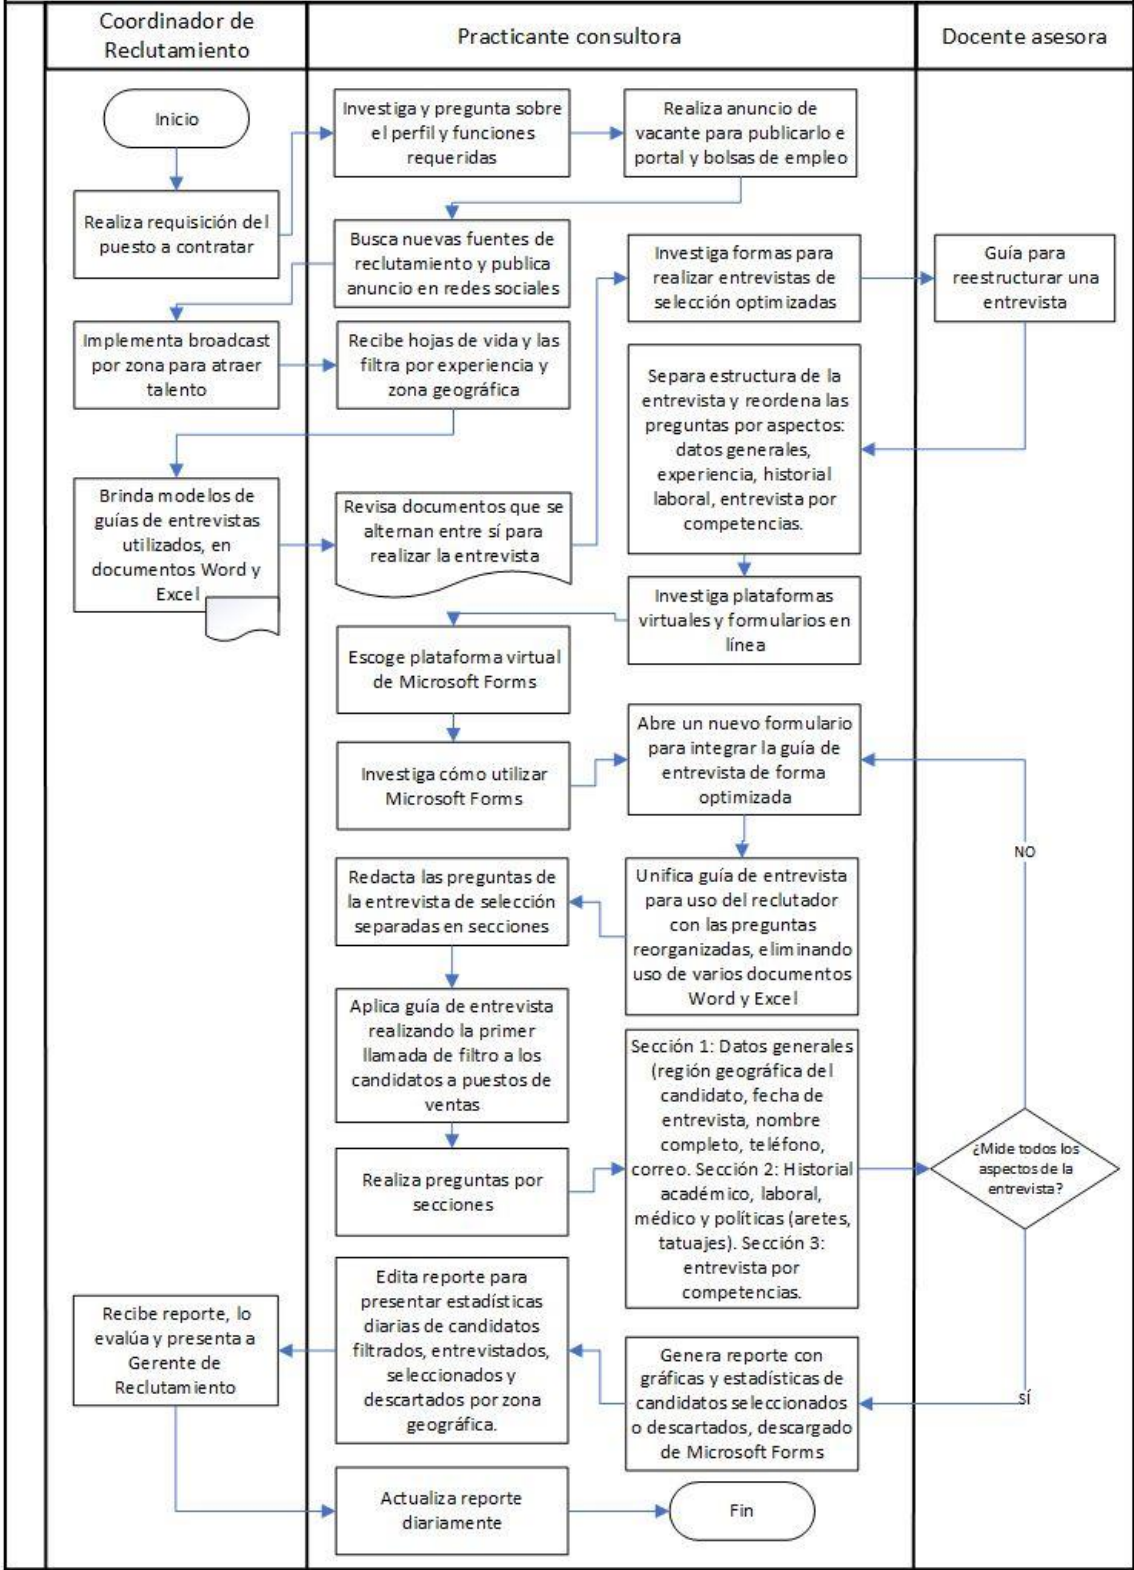 Coordinador de
Reclutamiento
Practicante consultora
Docente asesora
Inicio
Investiga y pregunta sobre
el perfil y funciones
requeridas
Realiza anuncio de
vacante para publicarlo e
portal y bolsas de empleo
Realiza requisición del
puesto a contratar
Busca nuevas fuentes de
reclutamiento y publica
anuncio en redes sociales
Investiga formas para
realizar entrevistas de
selección optimizadas
Guía para
reestructurar una
entrevista
Implementa broadcast
por zona para atraer
talento
Recibe hojas de vida y las
filtra por experiencia y
zona geográfica
Separa estructura de la
entrevista y reordena las
preguntas por aspectos:
datos generales,
experiencia, historial
laboral, entrevista por
competencias.
Brinda modelos de
guías de entrevistas
utilizados, en
documentos Word y
Excel
Revisa documentos que se
alternan entre sí para
realizar la entrevista
Investiga plataformas
virtuales y formularios en
línea
Escoge plataforma virtual
de Microsoft Forms
Investiga cómo utilizar
Microsoft Forms
Abre un nuevo formulario
para integrar la guía de
entrevista de forma
optimizada
NO
Redacta las preguntas de
la entrevista de selección
separadas en secciones
Unifica guía de entrevista
para uso del reclutador
con las preguntas
reorganizadas, eliminando
uso de varios documentos
Word y Excel
Aplica guía de entrevista
realizando la primer
llamada de filtro a los
candidatos a puestos de
ventas
Realiza preguntas por
secciones
Sección 1: Datos generales
(región geográfica del
candidato, fecha de
entrevista, nombre
completo, teléfono,
correo. Sección 2: Historial
académico, laboral,
médico y políticas (aretes,
tatuajes). Sección 3:
entrevista por
competencias.
¿Mide todos los
aspectos de la
entrevista?
Recibe reporte, lo
evalúa y presenta a
Gerente de
Reclutamiento
Edita reporte para
presentar estadísticas
diarias de candidatos
filtrados, entrevistados,
seleccionados y
descartados por zona
geográfica.
Genera reporte con
gráficas y estadísticas de
candidatos seleccionados
o descartados, descargado
de Microsoft Forms
SÍ
Actualiza reporte
diariamente
Fin